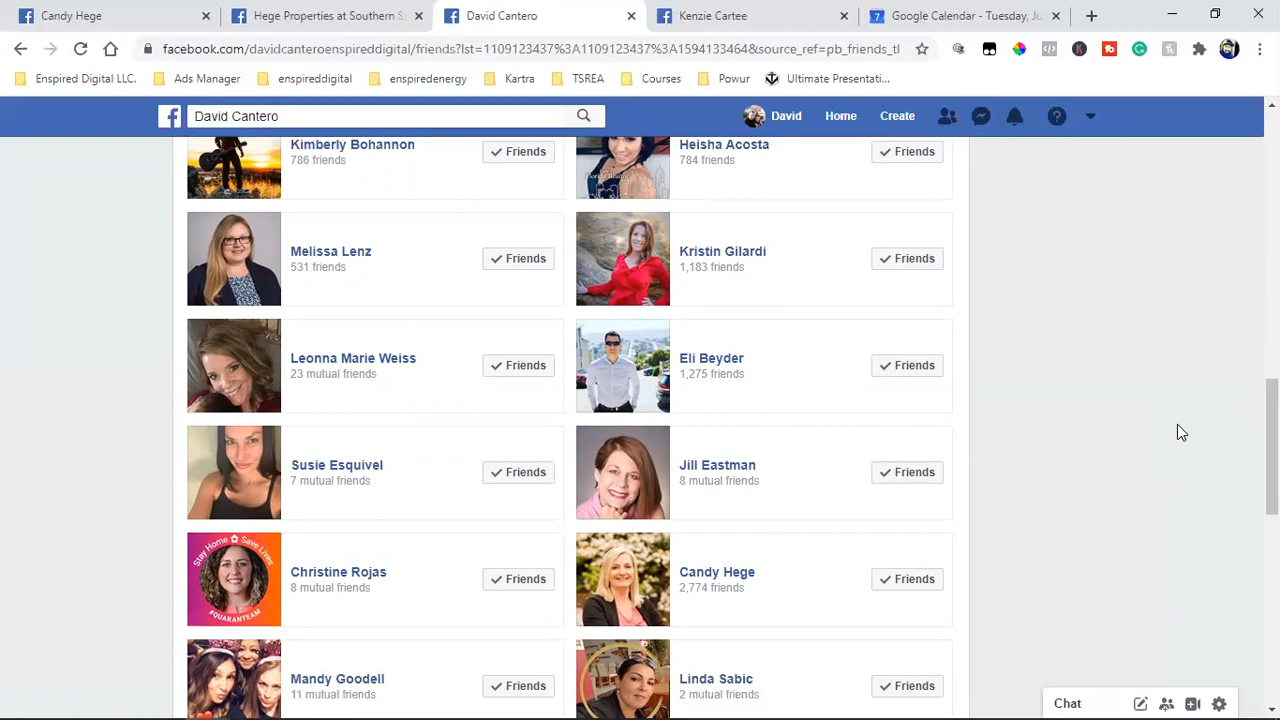 Candy Hege
Hege Properties at Southern S
David Cantero
Kenzie Cartee
Google Calendar - Tuesday, Ju
facebook.com/davidcanteroenspireddigital/friends?lst=1109123437%3A1109123437%3A1594133464&source_ref=pb_friends_tl
Enspired Digital LLC.
Ads Manager
enspireddigital
enspiredenergy
Kartra
TSREA
Courses
Powur
Ultimate Presentati...
David Cantero
David
Home
Create
Kimberly Bohannon
786 friends
Friends
Heisha Acosta
784 friends
Friends
Melissa Lenz
531 friends
Friends
Kristin Gilardi
1,183 friends
Friends
Leonna Marie Weiss
23 mutual friends
Friends
Eli Beyder
1,275 friends
Friends
Susie Esquivel
7 mutual friends
Friends
Jill Eastman
8 mutual friends
Friends
Stay Home Save Lives
#QUARANTEAM
Christine Rojas
8 mutual friends
Friends
Candy Hege
2,774 friends
Friends
Mandy Goodell
11 mutual friends
Friends
Linda Sabic
2 mutual friends
Friends
Chat